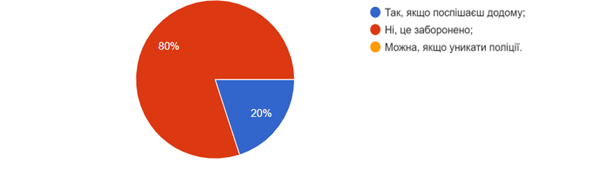 Так, якщо поспішаєш додому;
Ні, це заборонено;
Можна, якщо уникати поліції.
80%
20%